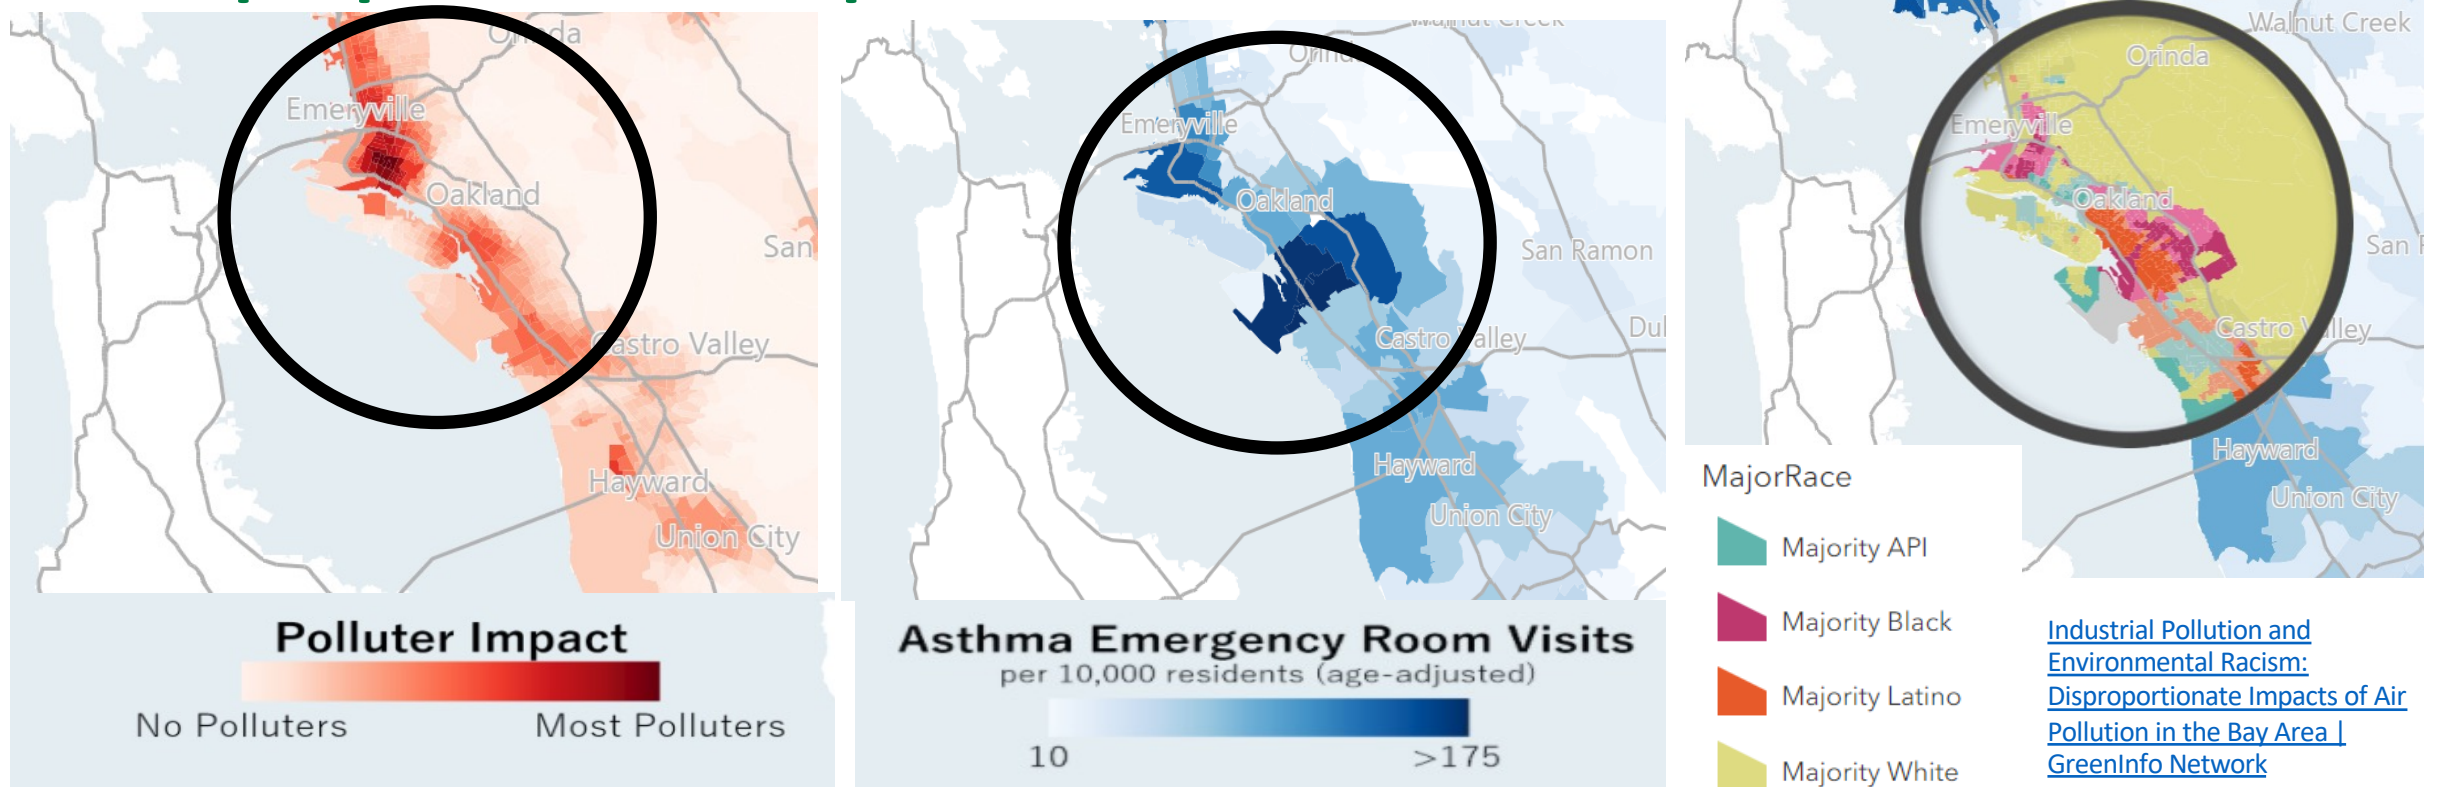 Orinda
Emeryville
Oakland
San
Castro Valley
Hayward
Union City
Polluter Impact
No Polluters
Most Polluters
Walnut Creek
Orinda
Emeryville
Oakland
San Ramon
Castro Valley
Hayward
Union City
Asthma Emergency Room Visits
per 10,000 residents (age-adjusted)
10
>175
Walnut Creek
Orinda
Emeryville
Oakland
San
Castro Valley
Hayward
Union City
MajorRace
Majority API
Majority Black
Majority Latino
Majority White
Industrial Pollution and
Environmental Racism:
Disproportionate Impacts of Air
Pollution in the Bay Area |
GreenInfo Network